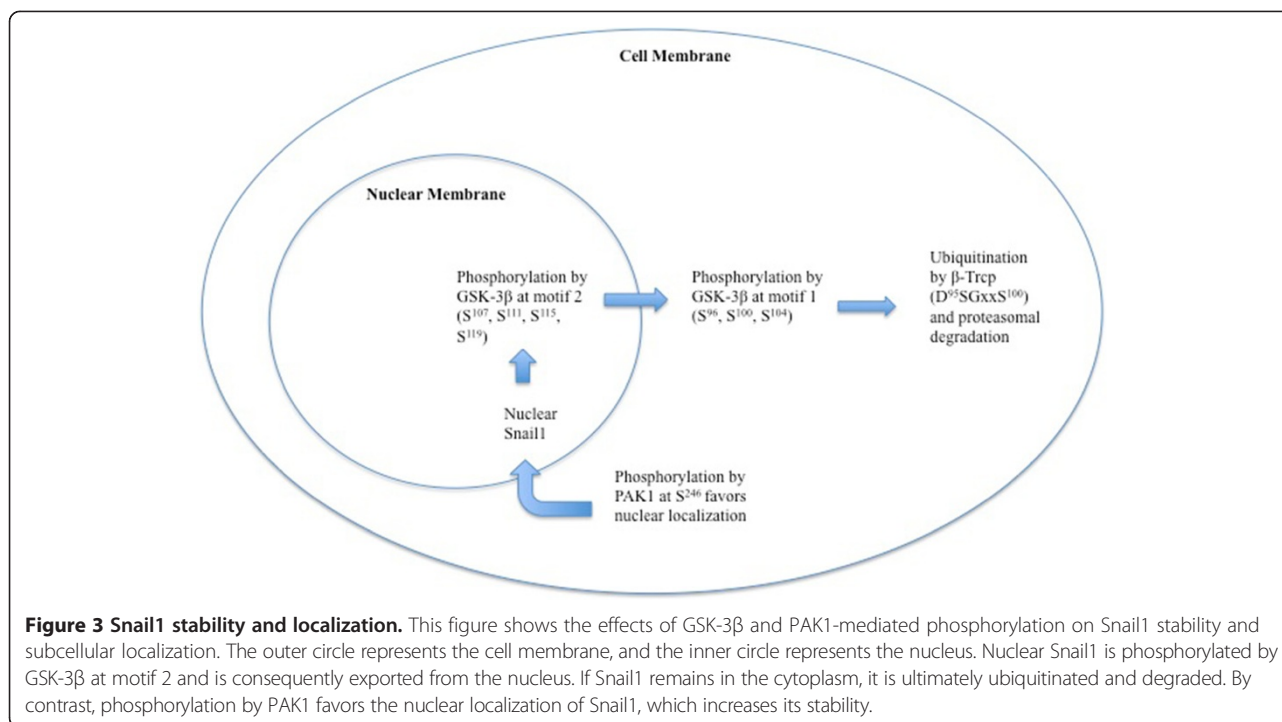 Cell Membrane
Nuclear Membrane
Phosphorylation by
GSK-3β at motif 2
(S¹⁰⁷, S¹¹¹, S¹¹⁵,
S¹¹⁹)
Phosphorylation by
GSK-3β at motif 1
(S⁹⁶, S¹⁰⁰, S¹⁰⁴)
Ubiquitination
by β-Trcp
(D⁹⁵SGxxS¹⁰⁰)
and proteasomal
degradation
Nuclear
Snail1
Phosphorylation by
PAK1 at S²⁴⁶ favors
nuclear localization
Figure 3 Snail1 stability and localization. This figure shows the effects of GSK-3β and PAK1-mediated phosphorylation on Snail1 stability and
subcellular localization. The outer circle represents the cell membrane, and the inner circle represents the nucleus. Nuclear Snail1 is phosphorylated by
GSK-3β at motif 2 and is consequently exported from the nucleus. If Snail1 remains in the cytoplasm, it is ultimately ubiquitinated and degraded. By
contrast, phosphorylation by PAK1 favors the nuclear localization of Snail1, which increases its stability.